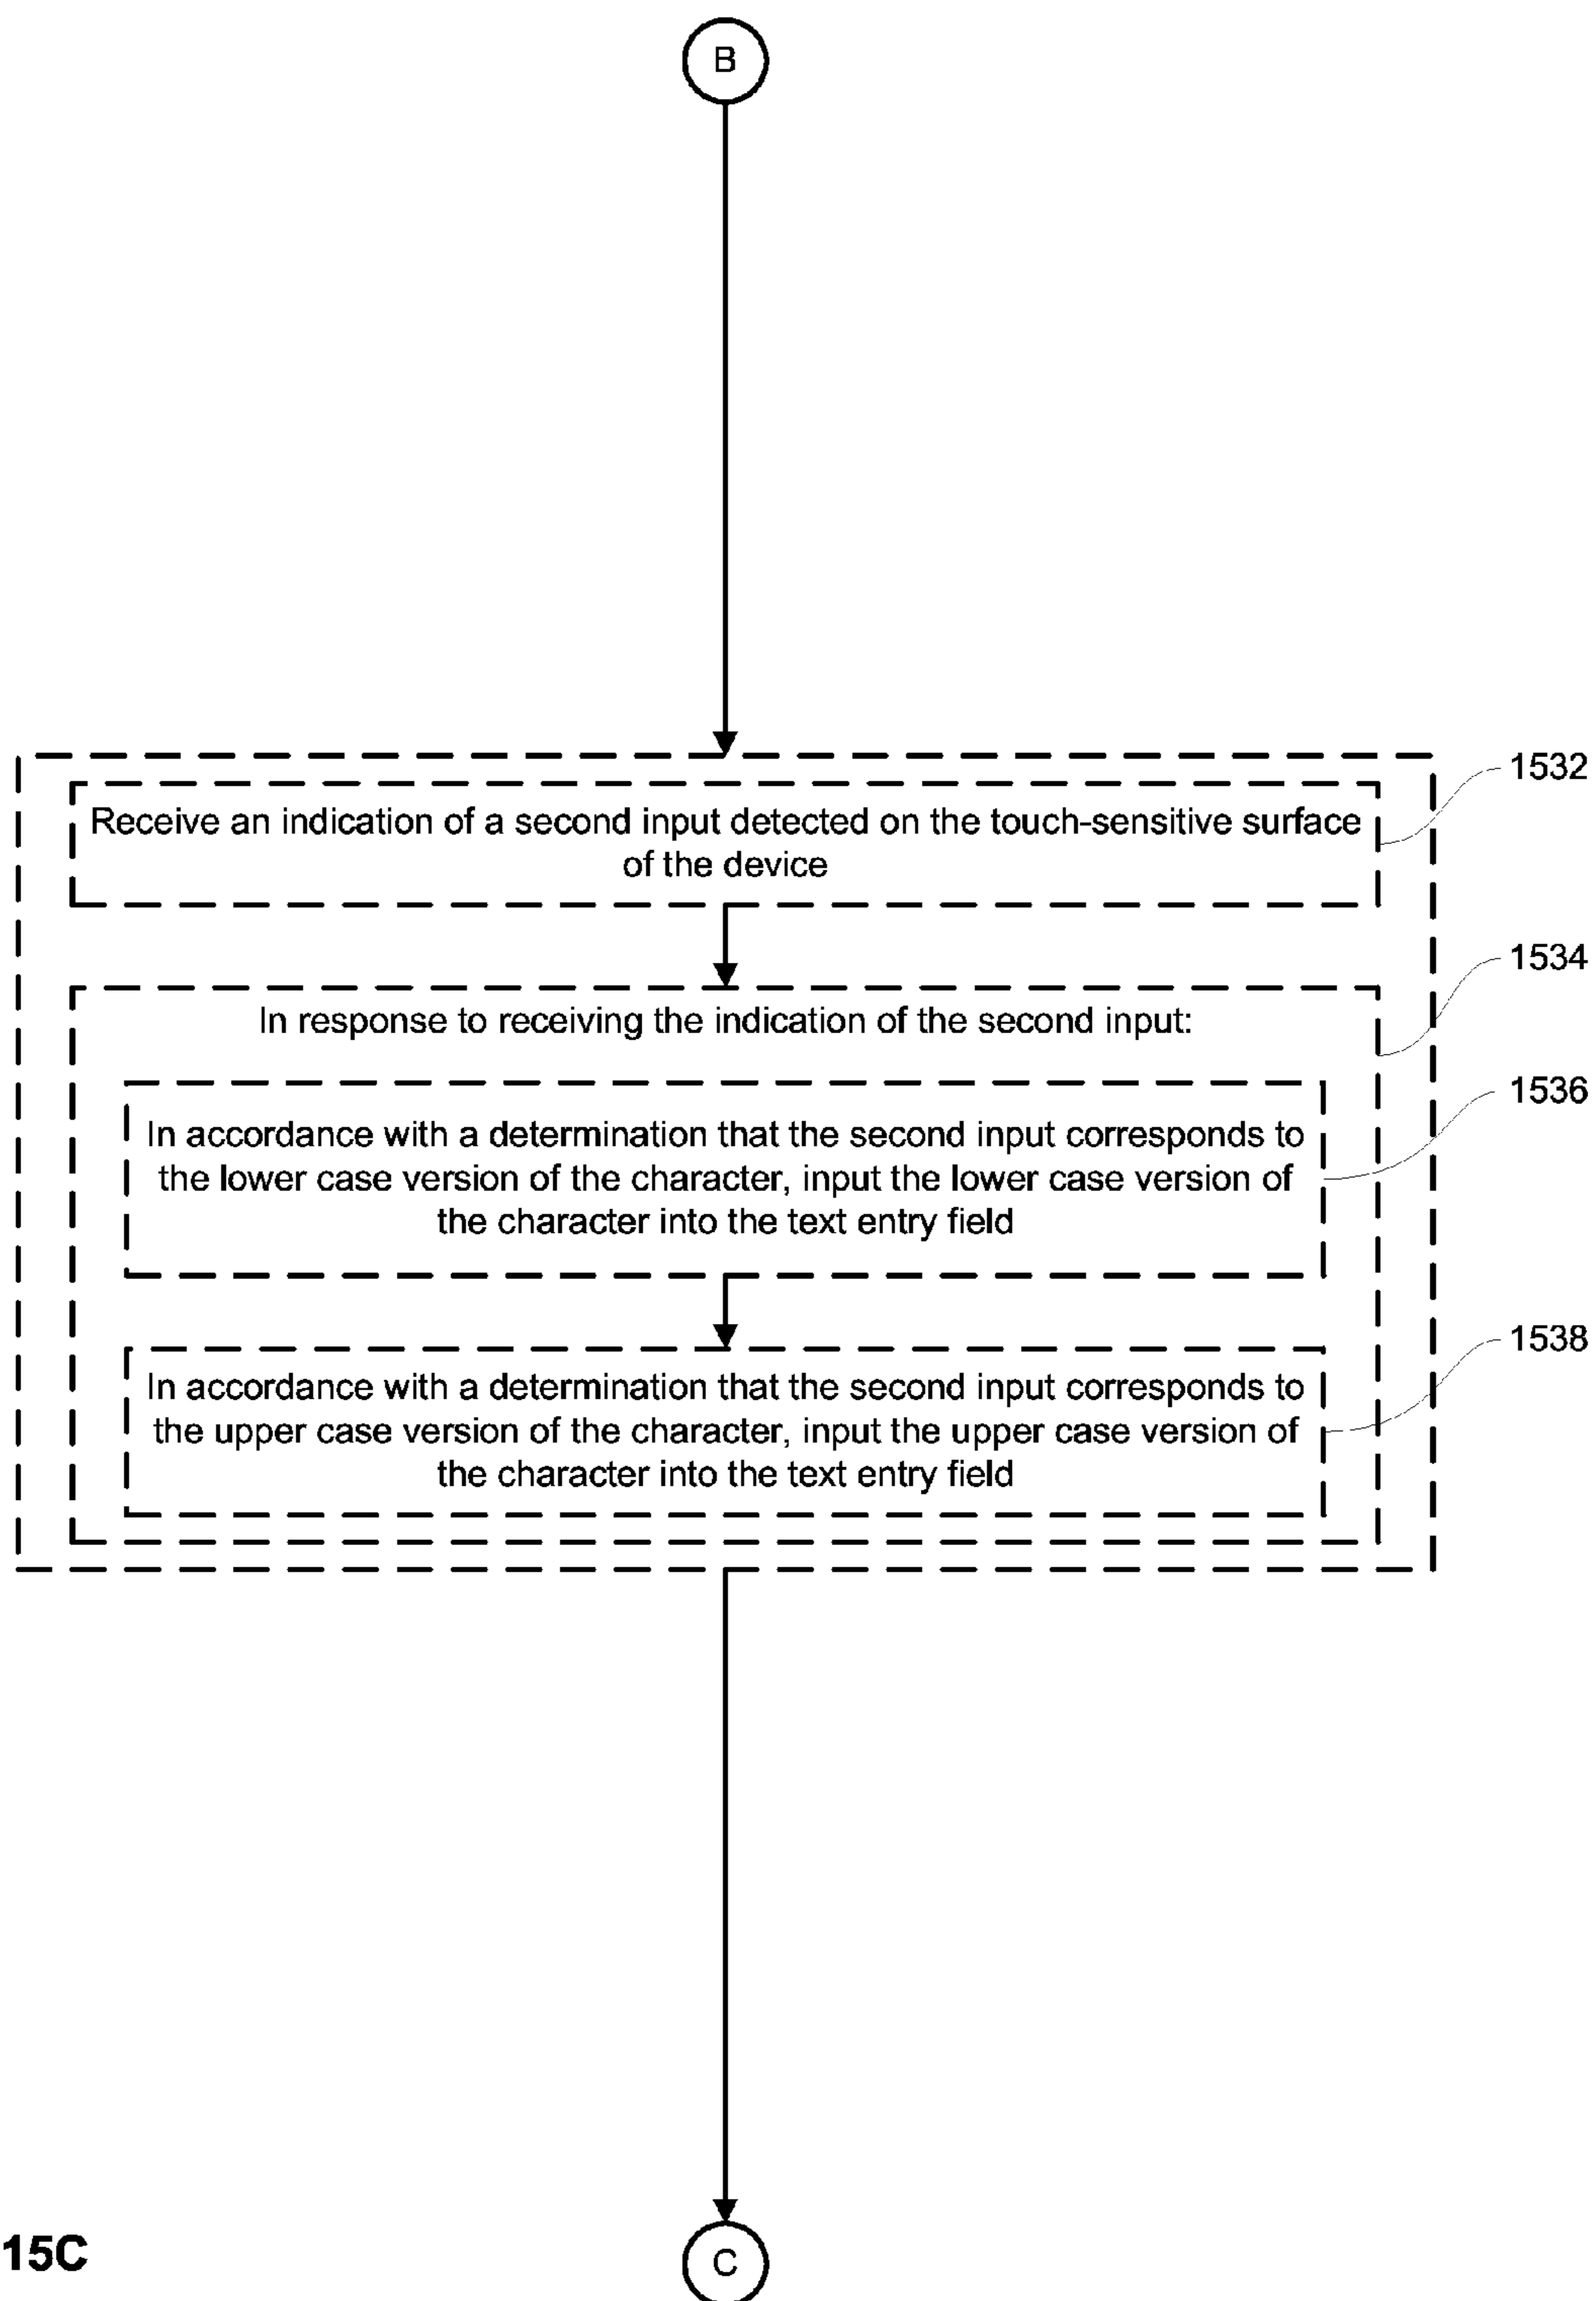 B
1532
Receive an indication of a second input detected on the touch-sensitive surface
of the device
1534
In response to receiving the indication of the second input:
1536
In accordance with a determination that the second input corresponds to
the lower case version of the character, input the lower case version of
the character into the text entry field
1538
In accordance with a determination that the second input corresponds to
the upper case version of the character, input the upper case version of
the character into the text entry field
15C
C